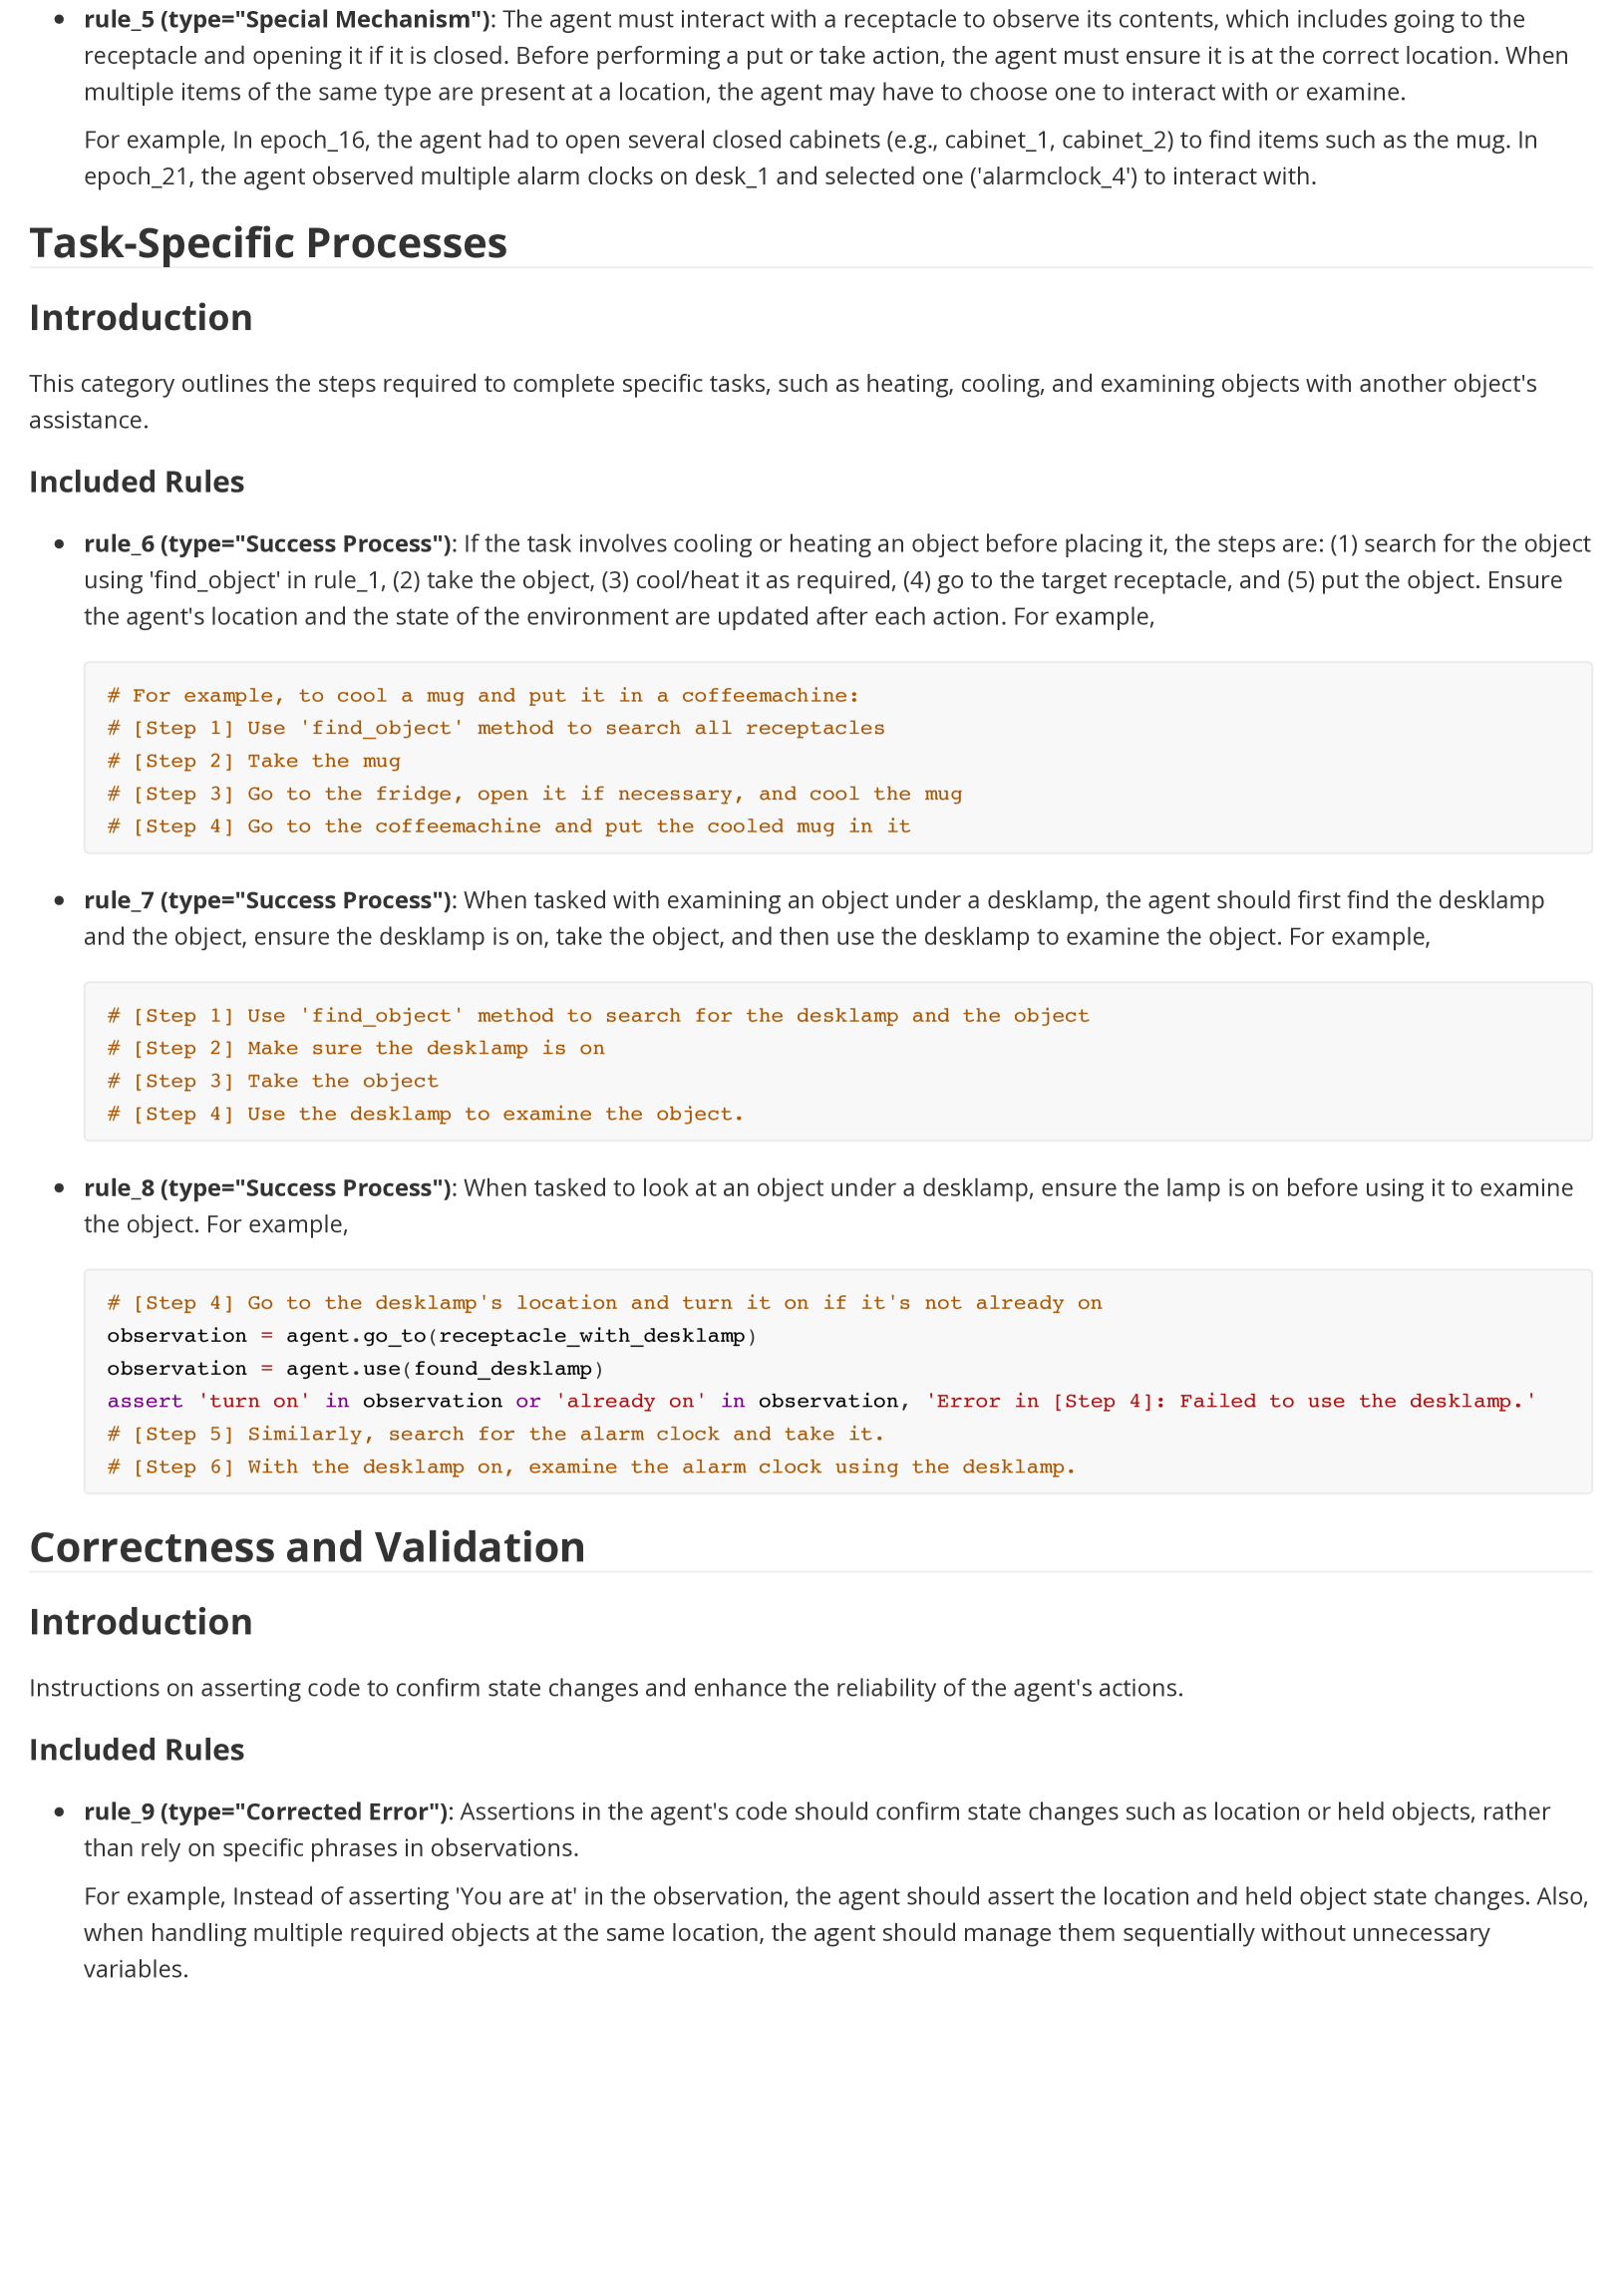 rule_5 (type="Special Mechanism"): The agent must interact with a receptacle to observe its contents, which includes going to the
receptacle and opening it if it is closed. Before performing a put or take action, the agent must ensure it is at the correct location. When
multiple items of the same type are present at a location, the agent may have to choose one to interact with or examine.
For example, In epoch_16, the agent had to open several closed cabinets (e.g., cabinet_1, cabinet_2) to find items such as the mug. In
epoch_21, the agent observed multiple alarm clocks on desk_1 and selected one ('alarmclock_4') to interact with.
Task-Specific Processes
Introduction
This category outlines the steps required to complete specific tasks, such as heating, cooling, and examining objects with another object's
assistance.
Included Rules
rule_6 (type="Success Process"): If the task involves cooling or heating an object before placing it, the steps are: (1) search for the object
using 'find_object' in rule_1, (2) take the object, (3) cool/heat it as required, (4) go to the target receptacle, and (5) put the object. Ensure
the agent's location and the state of the environment are updated after each action. For example,
# For example, to cool a mug and put it in a coffeemachine:
# [Step 1] Use 'find_object' method to search all receptacles
# [Step 2] Take the mug
# [Step 3] Go to the fridge, open it if necessary, and cool the mug
# [Step 4] Go to the coffeemachine and put the cooled mug in it
rule_7 (type="Success Process"): When tasked with examining an object under a desklamp, the agent should first find the desklamp
and the object, ensure the desklamp is on, take the object, and then use the desklamp to examine the object. For example,
# [Step 1] Use 'find_object' method to search for the desklamp and the object
# [Step 2] Make sure the desklamp is on
# [Step 3] Take the object
# [Step 4] Use the desklamp to examine the object.
rule_8 (type="Success Process"): When tasked to look at an object under a desklamp, ensure the lamp is on before using it to examine
the object. For example,
# [Step 4] Go to the desklamp's location and turn it on if it's not already on
observation = agent.go_to(receptacle_with_desklamp)
observation = agent.use(found_desklamp)
assert 'turn on' in observation or 'already on' in observation, 'Error in [Step 4]: Failed to use the desklamp.'
# [Step 5] Similarly, search for the alarm clock and take it.
# [Step 6] With the desklamp on, examine the alarm clock using the desklamp.
Correctness and Validation
Introduction
Instructions on asserting code to confirm state changes and enhance the reliability of the agent's actions.
Included Rules
rule_9 (type="Corrected Error"): Assertions in the agent's code should confirm state changes such as location or held objects, rather
than rely on specific phrases in observations.
For example, Instead of asserting 'You are at' in the observation, the agent should assert the location and held object state changes. Also,
when handling multiple required objects at the same location, the agent should manage them sequentially without unnecessary
variables.